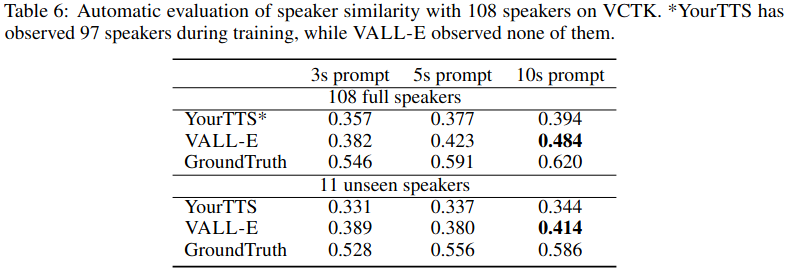 Table 6: Automatic evaluation of speaker similarity with 108 speakers on VCTK. *YourTTS has
observed 97 speakers during training, while VALL-E observed none of them.
3s prompt 5s prompt 10s prompt
108 full speakers
YourTTS* 0.357 0.377 0.394
VALL-E 0.382 0.423 0.484
GroundTruth 0.546 0.591 0.620
11 unseen speakers
YourTTS 0.331 0.337 0.344
VALL-E 0.389 0.380 0.414
GroundTruth 0.528 0.556 0.586